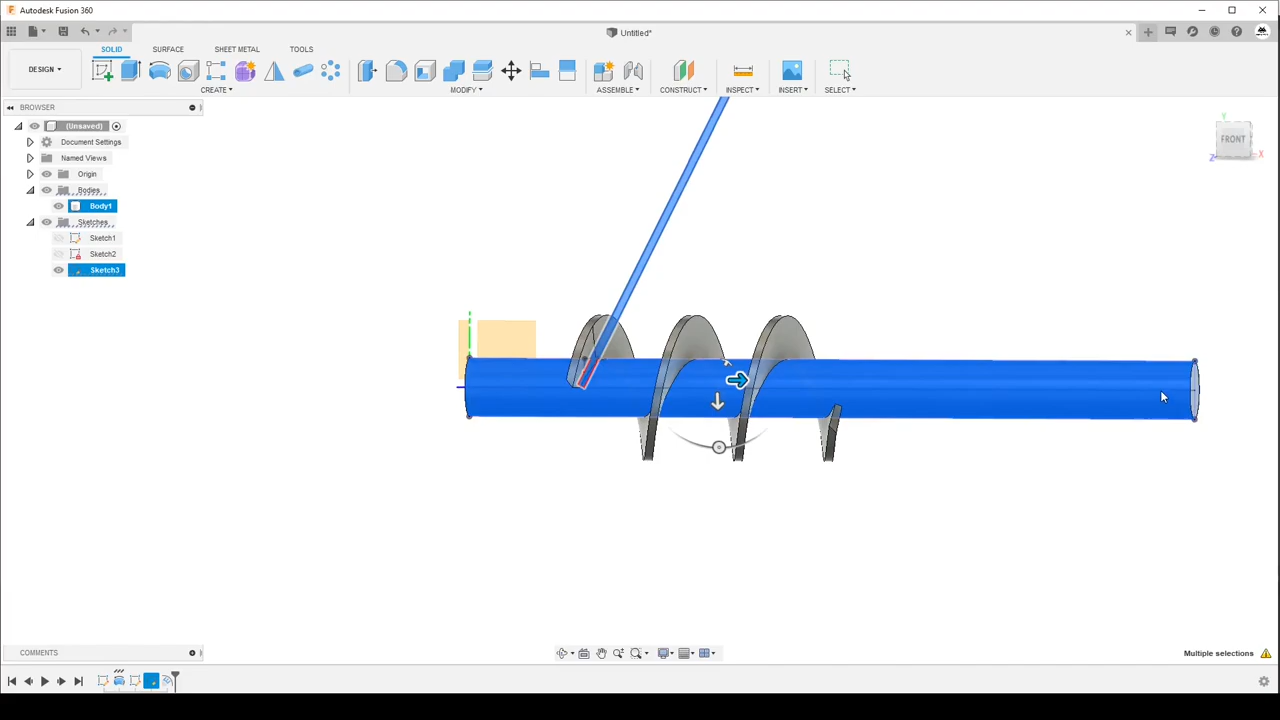 Autodesk Fusion 360
Untitled*
SOLID SURFACE SHEET METAL TOOLS
DESIGN
CREATE MODIFY ASSEMBLE CONSTRUCT INSPECT INSERT SELECT
BROWSER
(Unsaved)
Document Settings
Named Views
Origin
Bodies
Body1
Sketches
Sketch1
Sketch2
Sketch3
Y
FRONT
Z
X
COMMENTS
Multiple selections